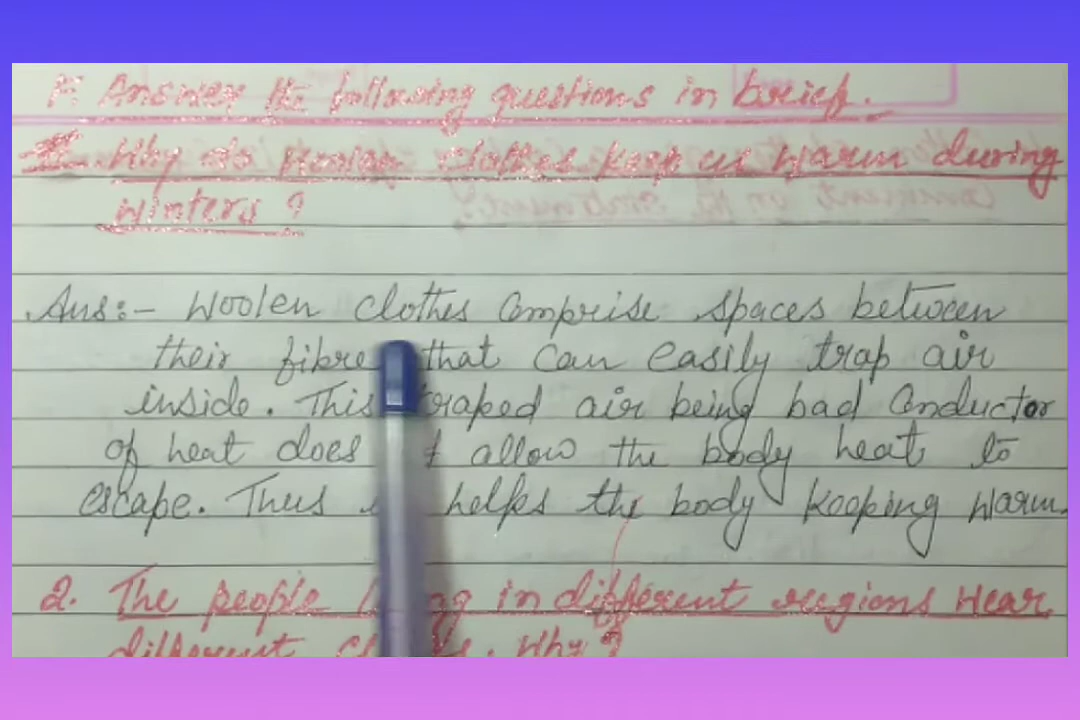 F. Answer the following questions in brief.
1. Why do woolen clothes keep us warm during
winters?
Ans:- Woolen clothes comprise spaces between
their fibre that can easily trap air
inside. This traped air being bad conductor
of heat does allow the body heat to
escape. Thus helps the body keeping warm.
2. The people in different regions wear
different Why?